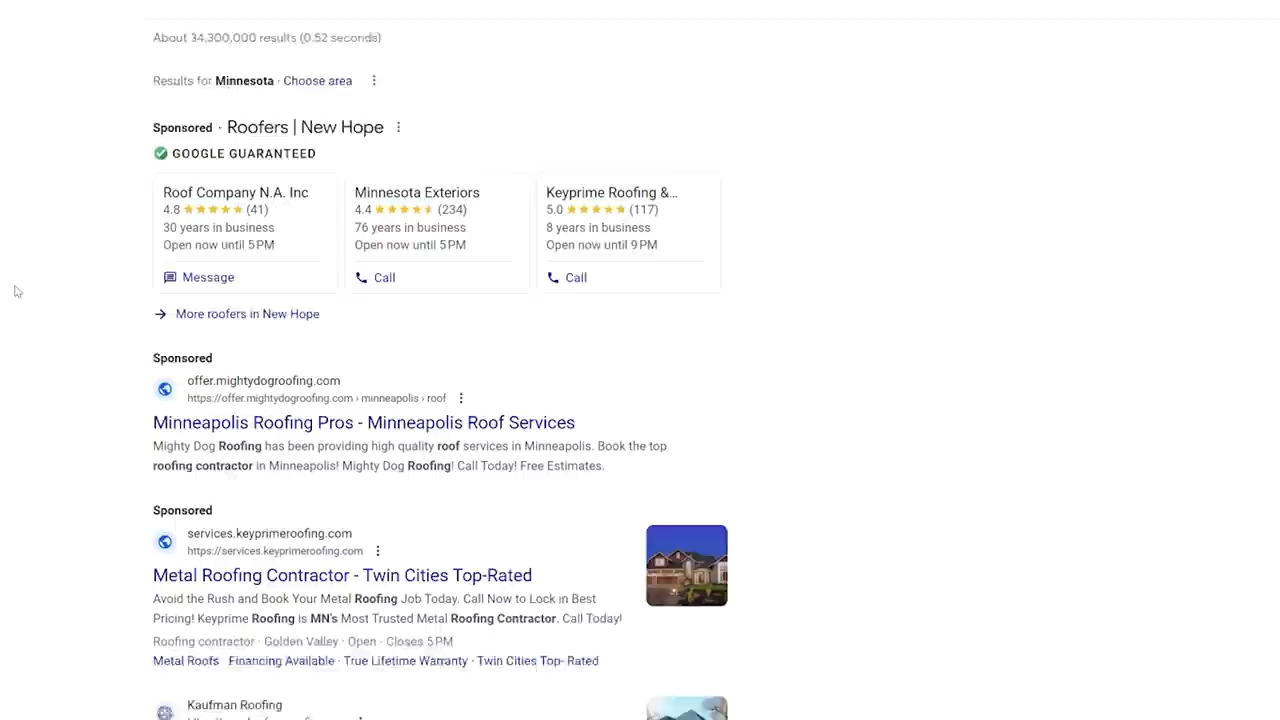 About 34,300,000 results (0.52 seconds)
Results for Minnesota · Choose area
Sponsored · Roofers | New Hope
GOOGLE GUARANTEED
Roof Company N.A. Inc
4.8 (41)
30 years in business
Open now until 5 PM
Message
Minnesota Exteriors
4.4 (234)
76 years in business
Open now until 5 PM
Call
Keyprime Roofing &...
5.0 (117)
8 years in business
Open now until 9 PM
Call
More roofers in New Hope
Sponsored
offer.mightydogroofing.com
https://offer.mightydogroofing.com › minneapolis › roof
Minneapolis Roofing Pros - Minneapolis Roof Services
Mighty Dog Roofing has been providing high quality roof services in Minneapolis. Book the top
roofing contractor in Minneapolis! Mighty Dog Roofing! Call Today! Free Estimates.
Sponsored
services.keyprimeroofing.com
https://services.keyprimeroofing.com
Metal Roofing Contractor - Twin Cities Top-Rated
Avoid the Rush and Book Your Metal Roofing Job Today. Call Now to Lock in Best
Pricing! Keyprime Roofing is MN's Most Trusted Metal Roofing Contractor. Call Today!
Roofing contractor · Golden Valley · Open · Closes 5 PM
Metal Roofs · Financing Available · True Lifetime Warranty · Twin Cities Top- Rated
Kaufman Roofing